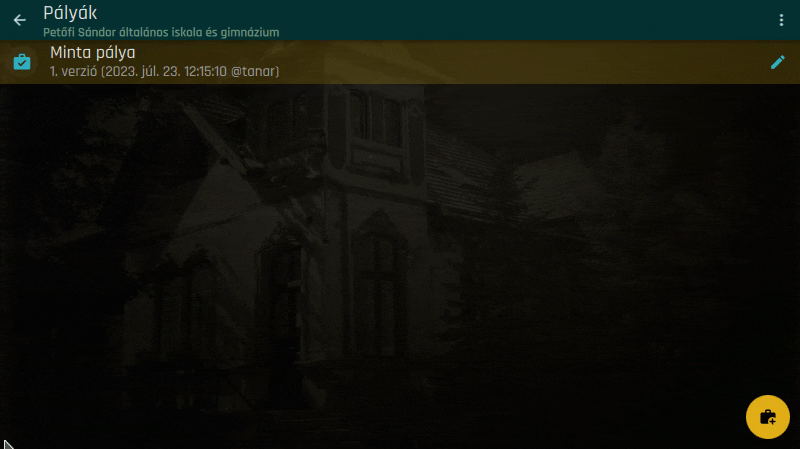 Pályák
Petőfi Sándor általános iskola és gimnázium
Minta pálya
1. verzió (2023. júl. 23. 12:15:10 @tanar)